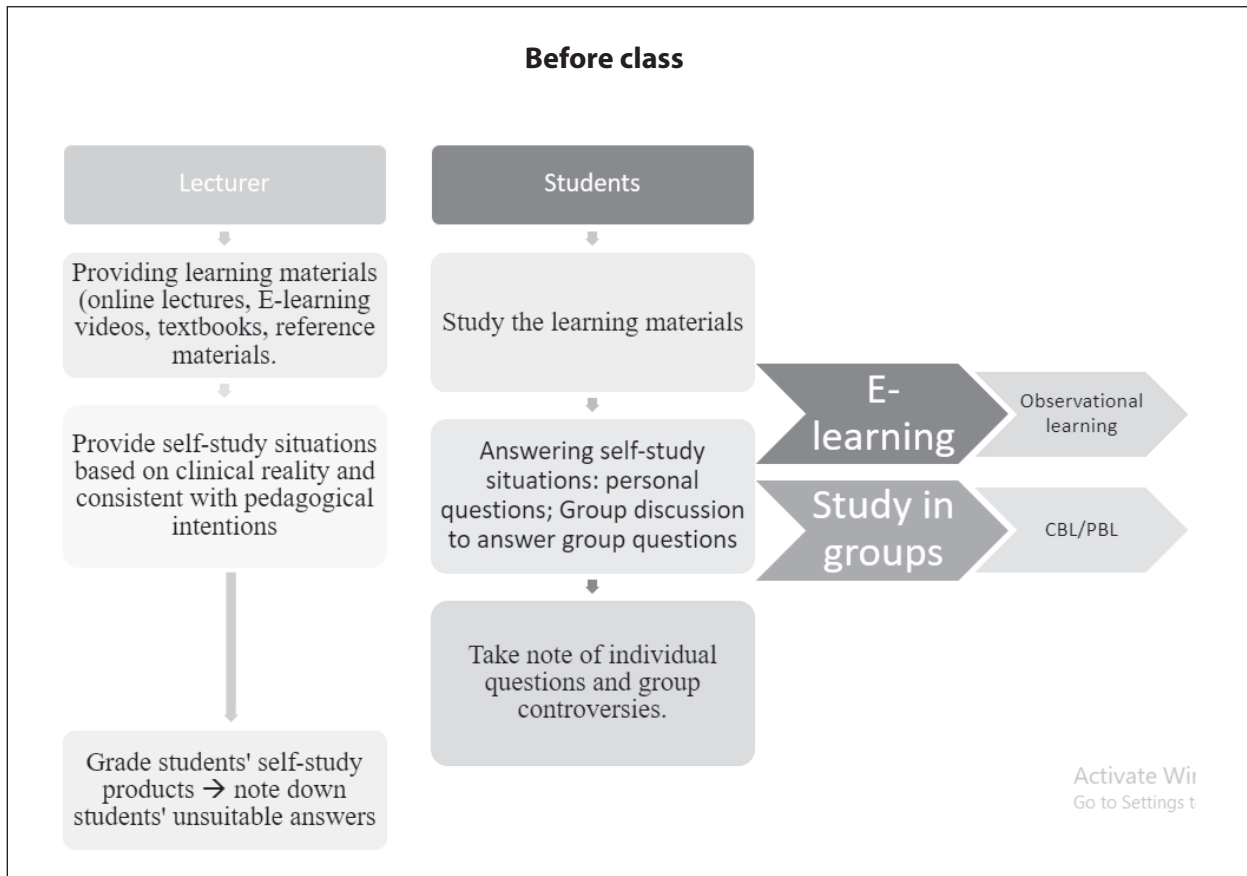 Before class
Lecturer
Providing learning materials
(online lectures, E-learning
videos, textbooks, reference
materials.
Provide self-study situations
based on clinical reality and
consistent with pedagogical
intentions
Grade students' self-study
products → note down
students' unsuitable answers
Students
Study the learning materials
Answering self-study
situations: personal
questions; Group discussion
to answer group questions
Take note of individual
questions and group
controversies.
E-
learning
Observational
learning
Study in
groups
CBL/PBL
Activate Wi
Go to Settings t